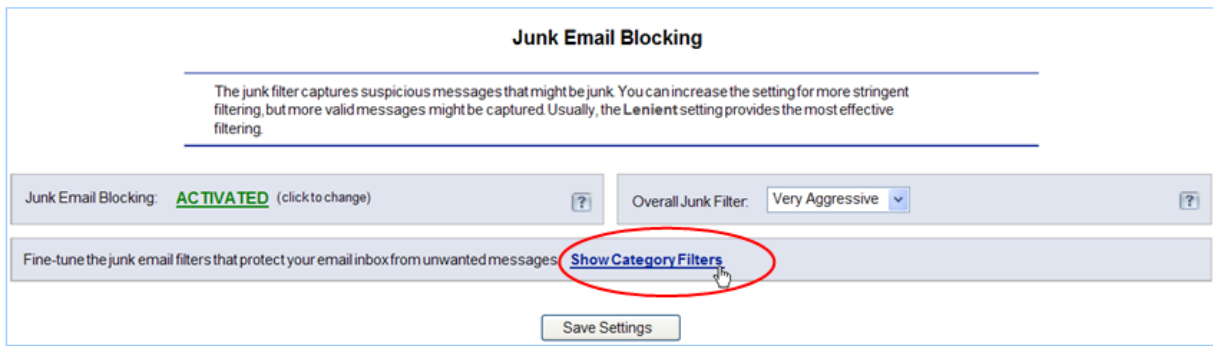 Junk Email Blocking
The junk filter captures suspicious messages that might be junk. You can increase the setting for more stringent
filtering, but more valid messages might be captured. Usually, the Lenient setting provides the most effective
filtering.
Junk Email Blocking: ACTIVATED (click to change) ? Overall Junk Filter: Very Aggressive ?
Fine-tune the junk email filters that protect your email inbox from unwanted messages Show Category Filters
Save Settings